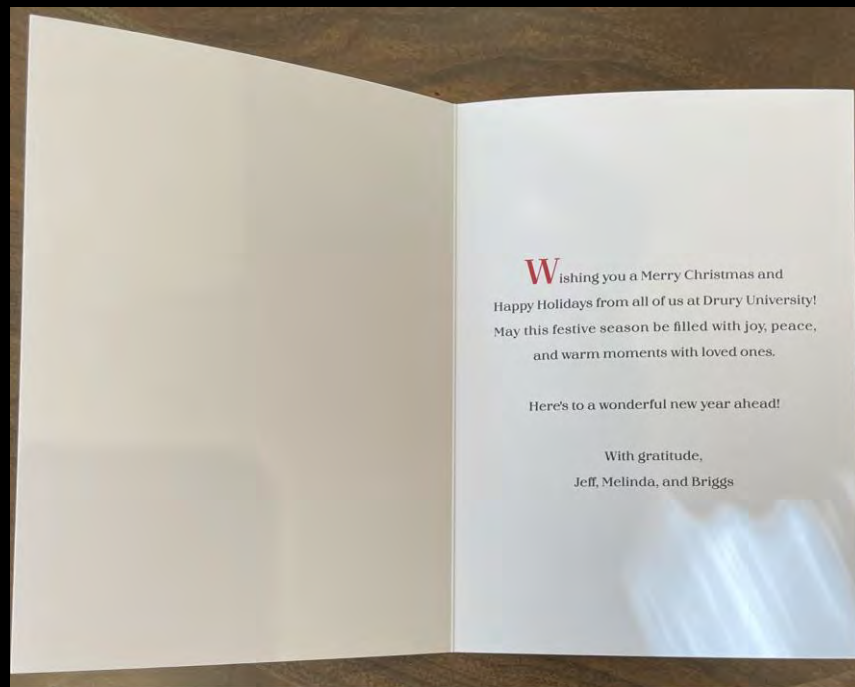 Wishing you a Merry Christmas and
Happy Holidays from all of us at Drury University!
May this festive season be filled with joy, peace,
and warm moments with loved ones.
Here's to a wonderful new year ahead!
With gratitude,
Jeff, Melinda, and Briggs